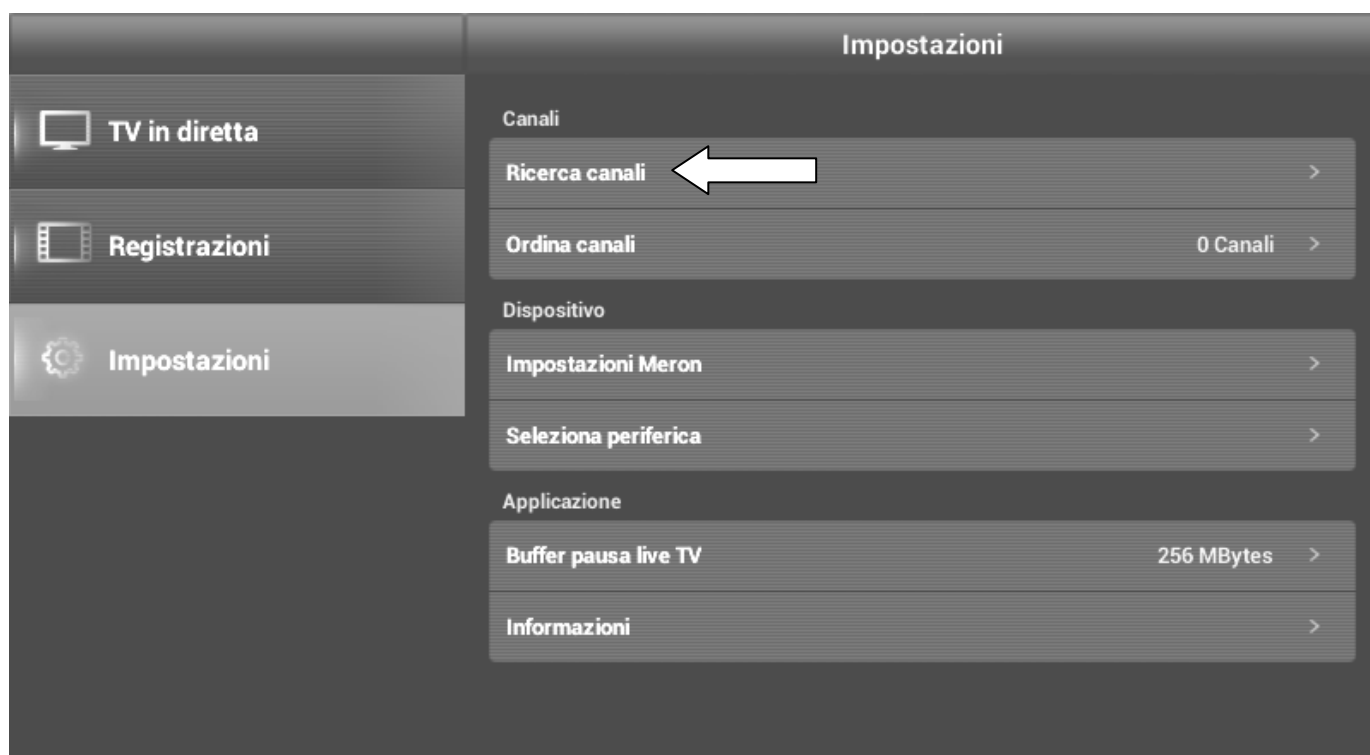 Impostazioni
TV in diretta
Registrazioni
Impostazioni
Canali
Ricerca canali
Ordina canali 0 Canali
Dispositivo
Impostazioni Meron
Seleziona periferica
Applicazione
Buffer pausa live TV 256 MBytes
Informazioni